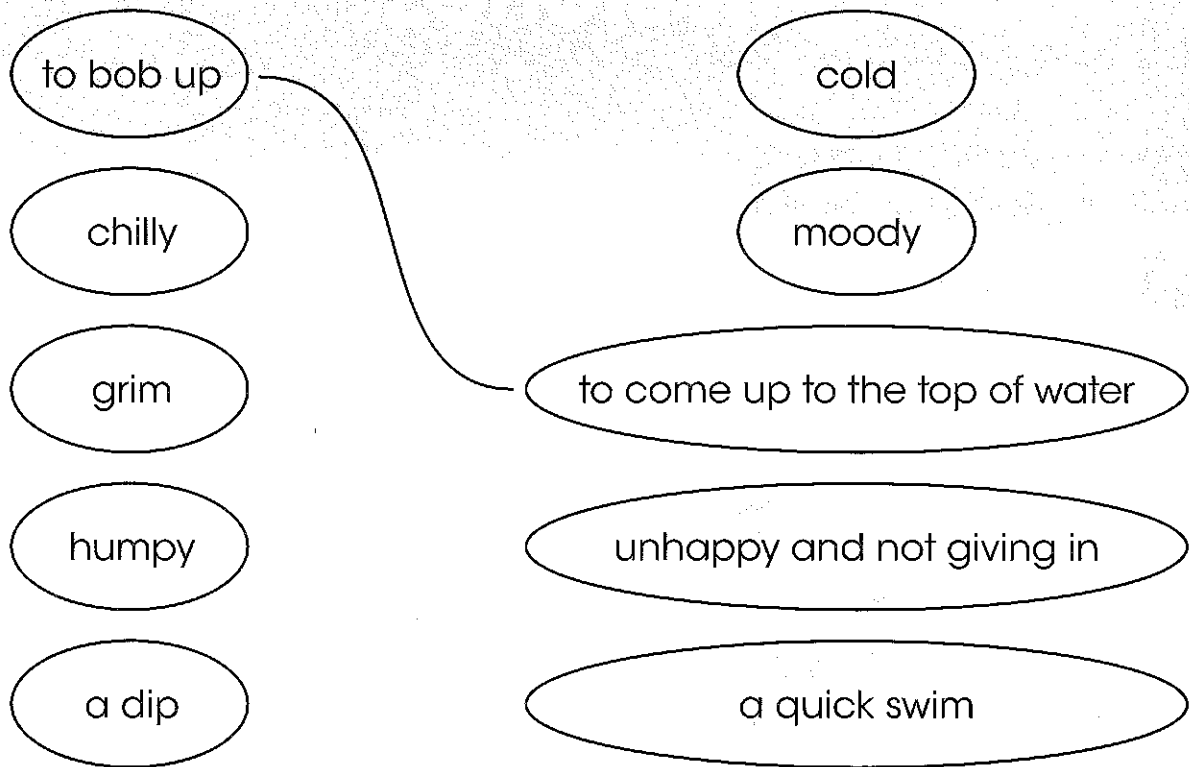 to bob up
cold
chilly
moody
grim
to come up to the top of water
humpy
unhappy and not giving in
a dip
a quick swim